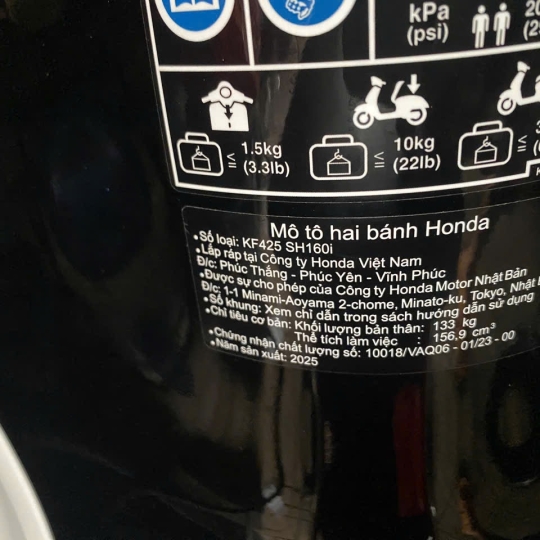 kPa
(psi)
20
≤ 1.5kg
(3.3lb)
≤ 10kg
(22lb)
≤
Mô tô hai bánh Honda
•Số loại: KF425 SH160i
•Lắp ráp tại Công ty Honda Việt Nam
Đ/c: Phúc Thắng - Phúc Yên - Vĩnh Phúc
•Được sự cho phép của Công ty Honda Motor Nhật Bản
Đ/c: 1-1 Minami-Aoyama 2-chome, Minato-ku, Tokyo, Nhật
•Số khung: Xem chỉ dẫn trong sách hướng dẫn sử dụng
•Chỉ tiêu cơ bản: Khối lượng bản thân: 133 kg
Thể tích làm việc : 156,9 cm³
•Chứng nhận chất lượng số: 10018/VAQ06 - 01/23 - 00
•Năm sản xuất: 2025